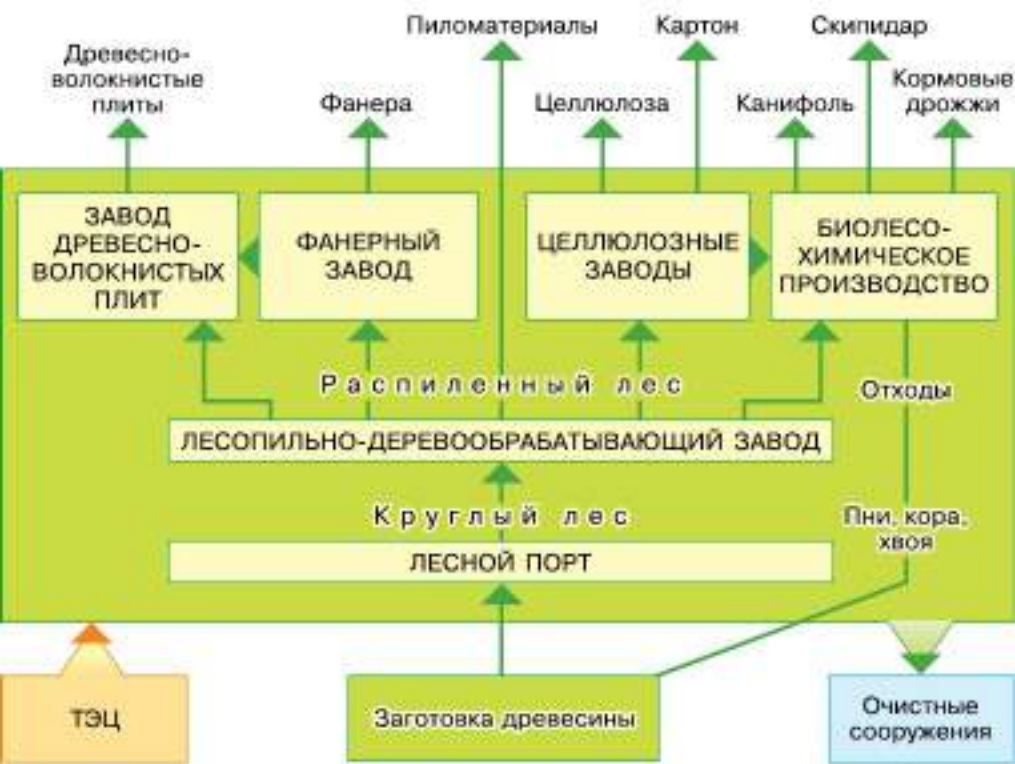 Пиломатериалы
Картон
Скипидар
Древесно-
волокнистые
плиты
Фанера
Целлюлоза
Канифоль
Кормовые
дрожжи
ЗАВОД
ДРЕВЕСНО-
ВОЛОКНИСТЫХ
ПЛИТ
ФАНЕРНЫЙ
ЗАВОД
ЦЕЛЛЮЛОЗНЫЕ
ЗАВОДЫ
БИОЛЕСО-
ХИМИЧЕСКОЕ
ПРОИЗВОДСТВО
Распиленный лес
Отходы
ЛЕСОПИЛЬНО-ДЕРЕВООБРАБАТЫВАЮЩИЙ ЗАВОД
Круглый лес
Пни, кора,
хвоя
ЛЕСНОЙ ПОРТ
ТЭЦ
Заготовка древесины
Очистные
сооружения